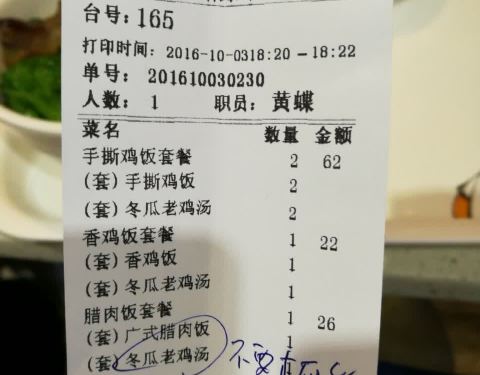 台号:165
打印时间: 2016-10-0318:20 - 18:22
单号: 201610030230
人数: 1 职员: 黄蝶
菜名 数量 金额
手撕鸡饭套餐 2 62
(套)手撕鸡饭 2
(套)冬瓜老鸡汤 2
香鸡饭套餐 1 22
(套)香鸡饭 1
(套)冬瓜老鸡汤 1
腊肉饭套餐 1 26
(套)广式腊肉饭 1
(套)冬瓜老鸡汤 不要